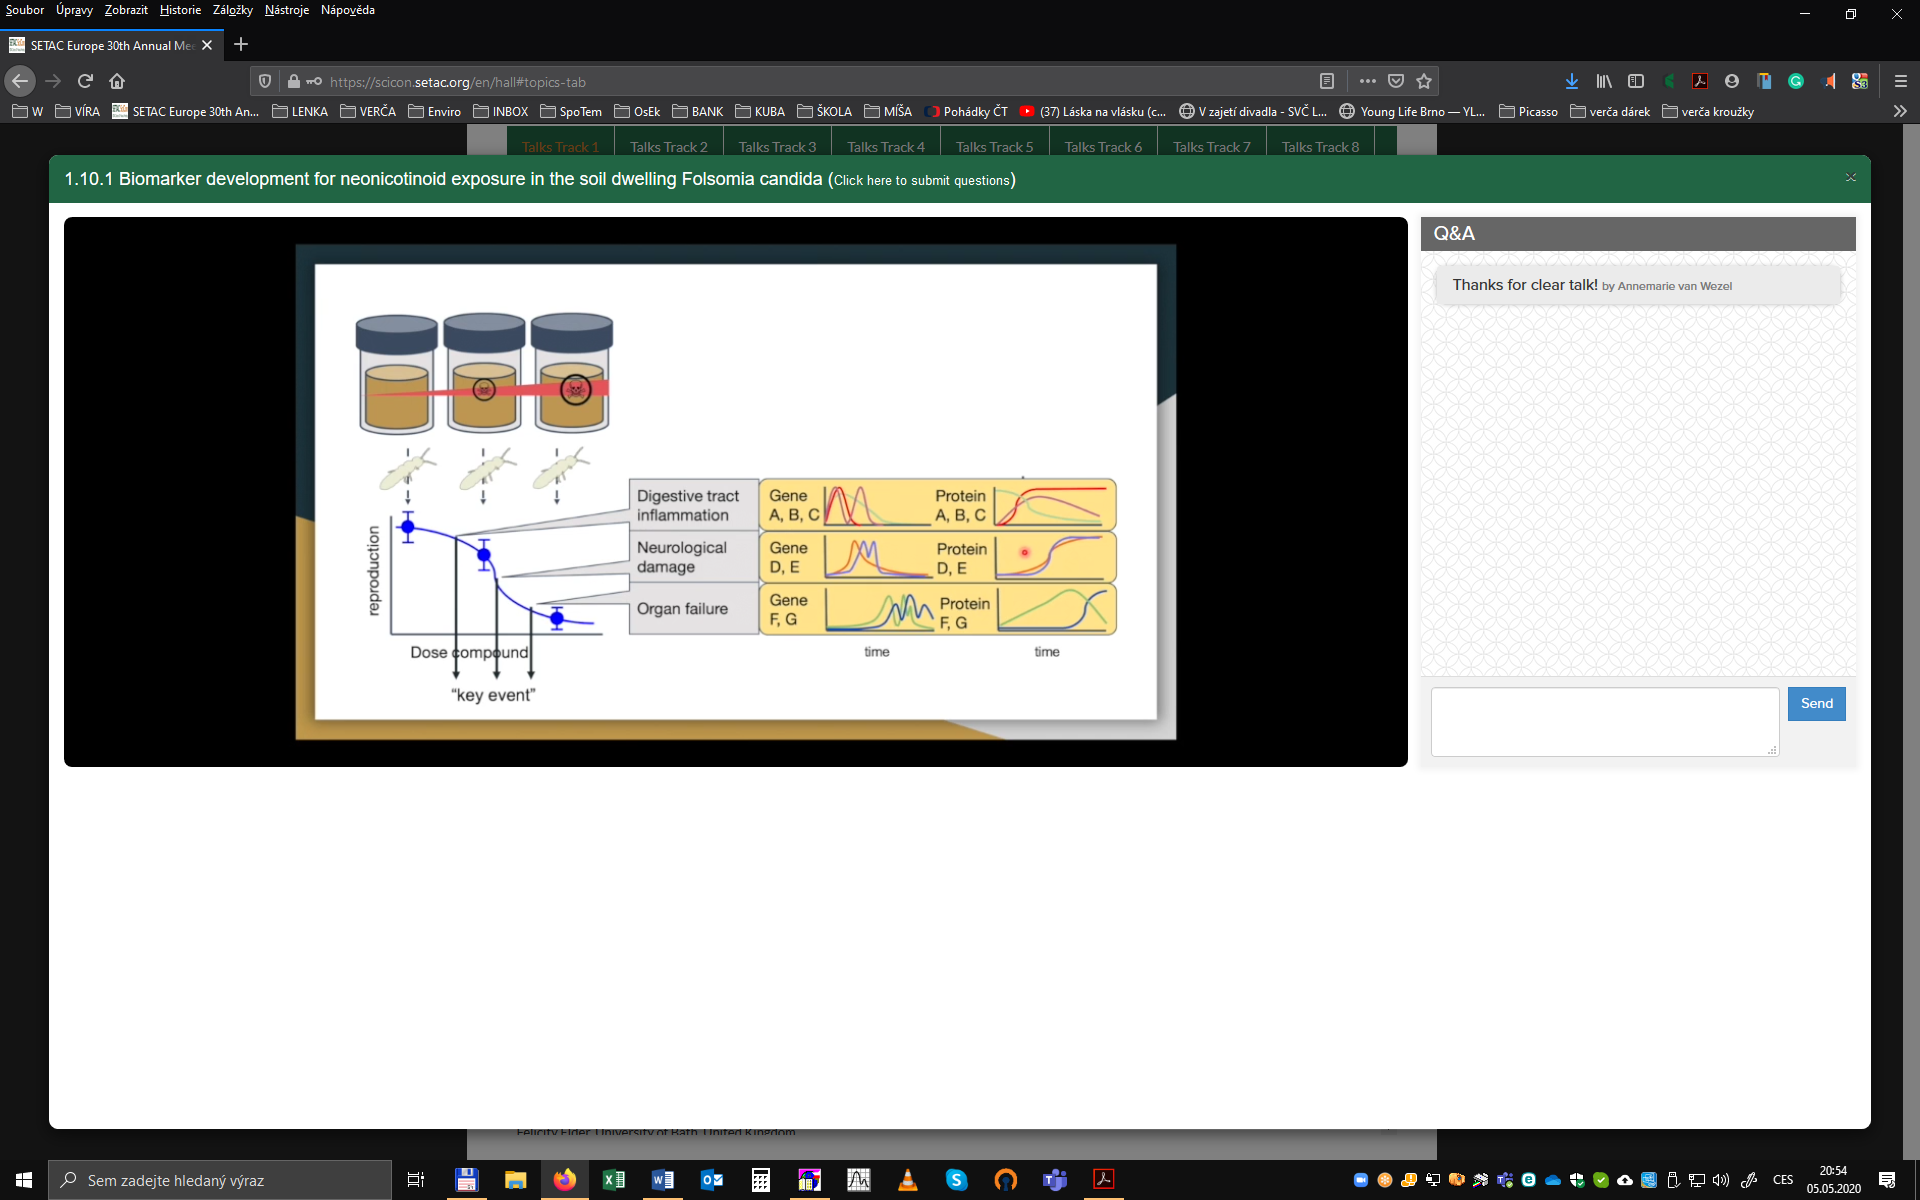 Soubor Úpravy Zobrazit Historie Záložky Nástroje Nápověda
SETAC Europe 30th Annual Me
https://scicon.setac.org/en/hall#topics-tab
W VÍRA SETAC Europe 30th An... LENKA VERČA Enviro INBOX SpoTem OsEk BANK KUBA ŠKOLA MÍŠA Pohádky ČT (37) Láska na vlásku (c... V zajetí divadla - SVČ L... Young Life Brno — YL... Picasso verča dárek verča kroužky
Talks Track 1 Talks Track 2 Talks Track 3 Talks Track 4 Talks Track 5 Talks Track 6 Talks Track 7 Talks Track 8
1.10.1 Biomarker development for neonicotinoid exposure in the soil dwelling Folsomia candida (Click here to submit questions)
Q&A
Thanks for clear talk! by Annemarie van Wezel
Send
reproduction
Dose compound
"key event"
Digestive tract
inflammation
Gene
A, B, C
Protein
A, B, C
Neurological
damage
Gene
D, E
Protein
D, E
Organ failure
Gene
F, G
Protein
F, G
time
time
Felicity Elder, University of Bath, United Kingdom
Sem zadejte hledaný výraz
CES
20:54
05.05.2020